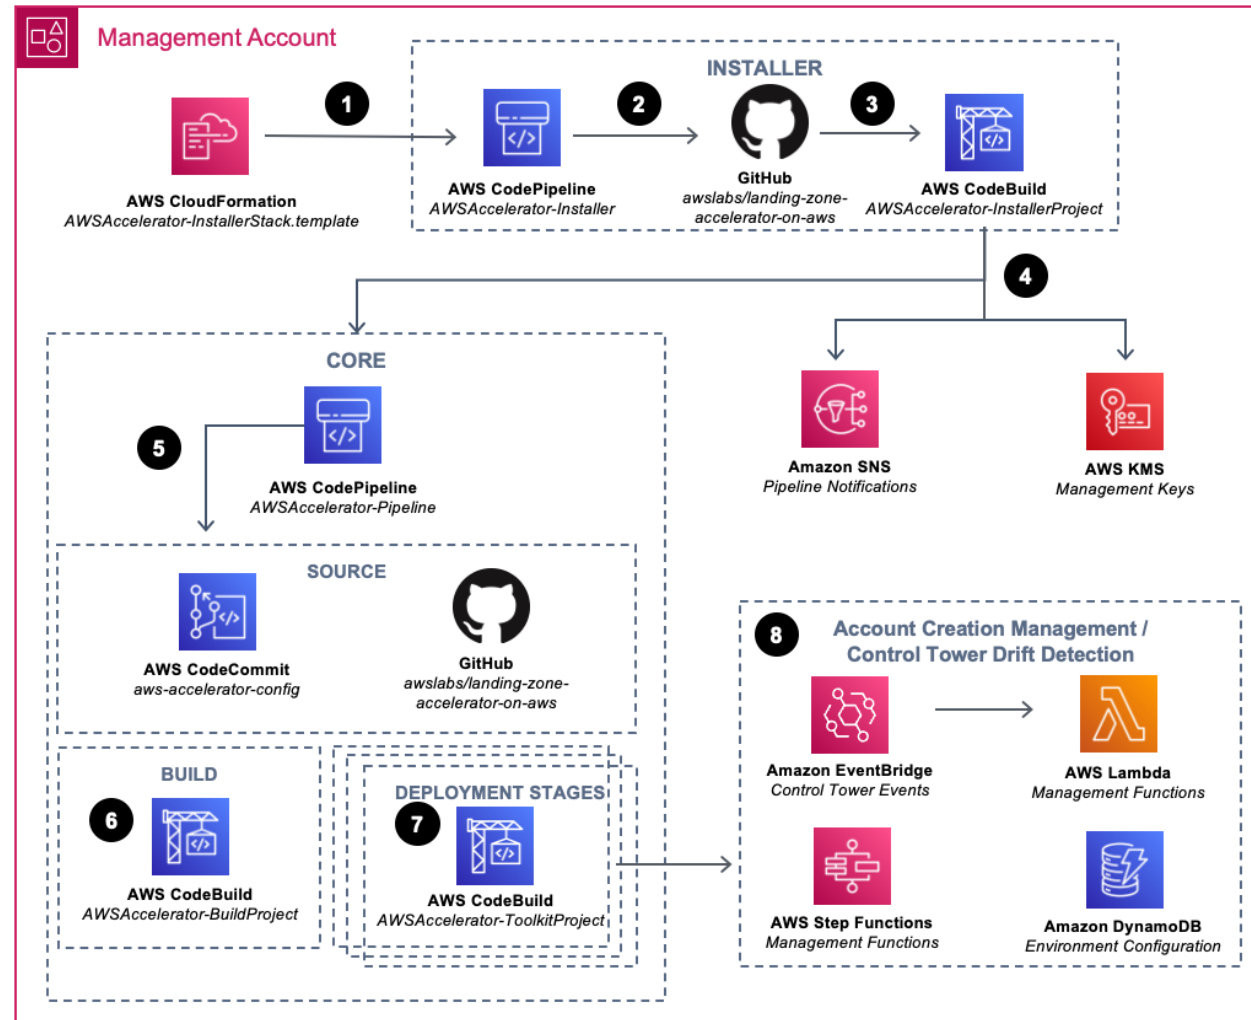 Management Account
INSTALLER
1
2
3
AWS CloudFormation
AWSAccelerator-InstallerStack.template
AWS CodePipeline
AWSAccelerator-Installer
GitHub
awslabs/landing-zone-
accelerator-on-aws
AWS CodeBuild
AWSAccelerator-InstallerProject
4
CORE
5
AWS CodePipeline
AWSAccelerator-Pipeline
Amazon SNS
Pipeline Notifications
AWS KMS
Management Keys
SOURCE
AWS CodeCommit
aws-accelerator-config
GitHub
awslabs/landing-zone-
accelerator-on-aws
BUILD
6
AWS CodeBuild
AWSAccelerator-BuildProject
DEPLOYMENT STAGES
7
AWS CodeBuild
AWSAccelerator-ToolkitProject
8
Account Creation Management /
Control Tower Drift Detection
Amazon EventBridge
Control Tower Events
AWS Lambda
Management Functions
AWS Step Functions
Management Functions
Amazon DynamoDB
Environment Configuration